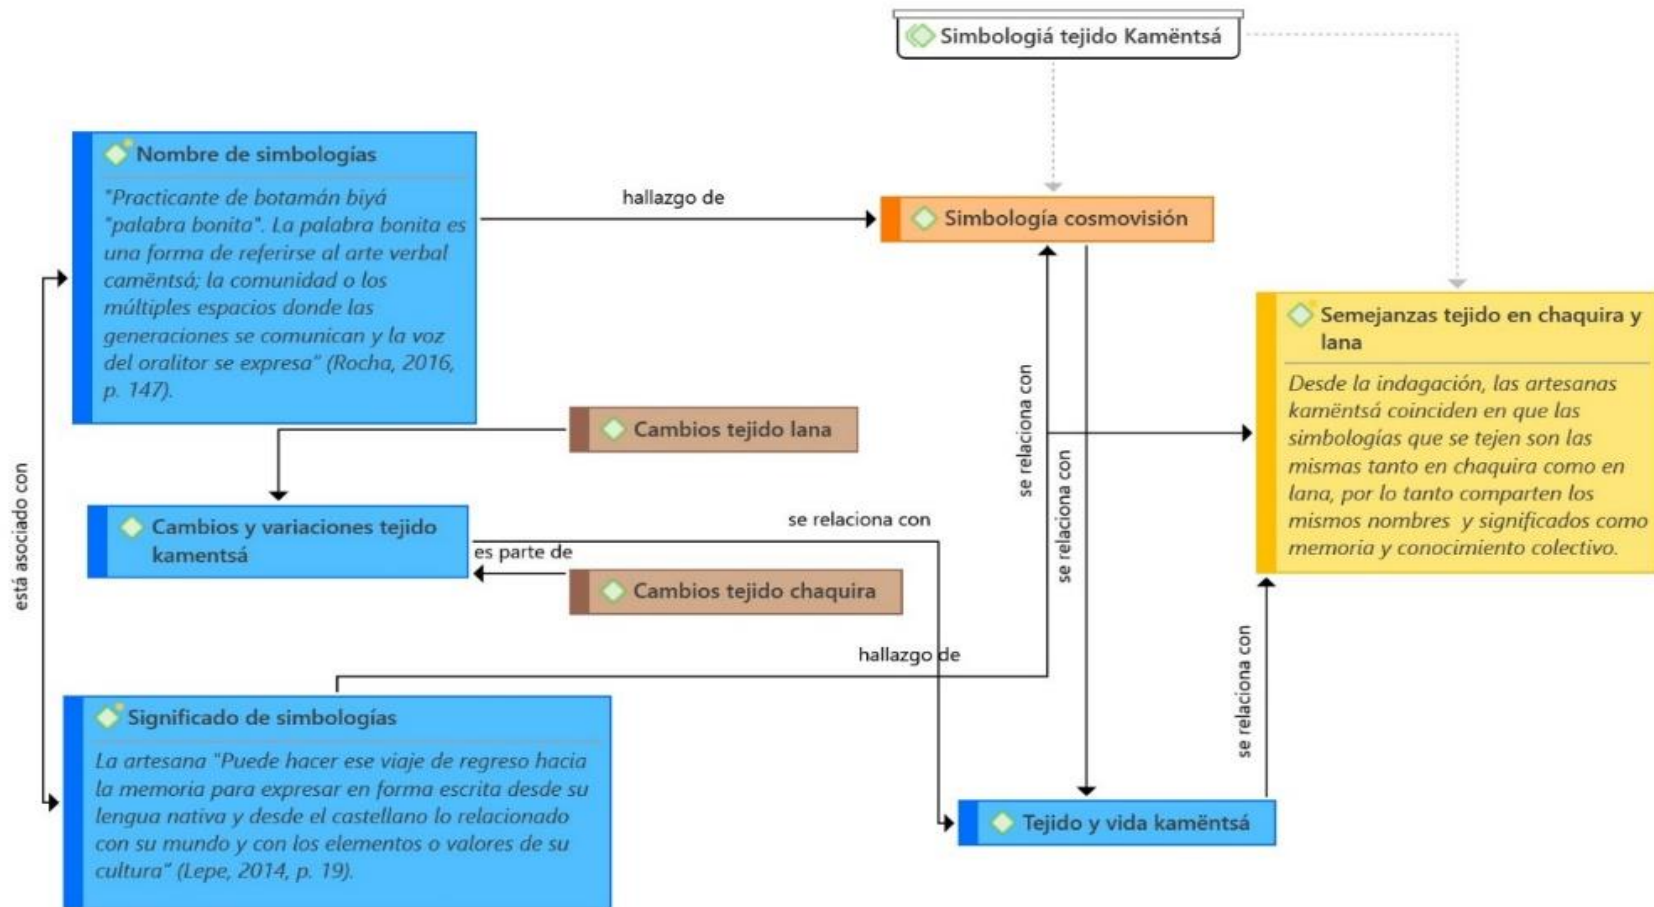 Simbologiá tejido Kamëntsá
Nombre de simbologías
"Practicante de botamán biyá
"palabra bonita". La palabra bonita es
una forma de referirse al arte verbal
camëntsá; la comunidad o los
múltiples espacios donde las
generaciones se comunican y la voz
del oralitor se expresa" (Rocha, 2016,
p. 147).
hallazgo de
Simbología cosmovisión
Semejanzas tejido en chaquira y
lana
Desde la indagación, las artesanas
kamëntsá coinciden en que las
simbologías que se tejen son las
mismas tanto en chaquira como en
lana, por lo tanto comparten los
mismos nombres y significados como
memoria y conocimiento colectivo.
se relaciona con
se relaciona con
Cambios tejido lana
está asociado con
Cambios y variaciones tejido
kamentsá
se relaciona con
es parte de
Cambios tejido chaquira
hallazgo de
se relaciona con
Significado de simbologías
La artesana "Puede hacer ese viaje de regreso hacia
la memoria para expresar en forma escrita desde su
lengua nativa y desde el castellano lo relacionado
con su mundo y con los elementos o valores de su
cultura" (Lepe, 2014, p. 19).
Tejido y vida kamëntsá